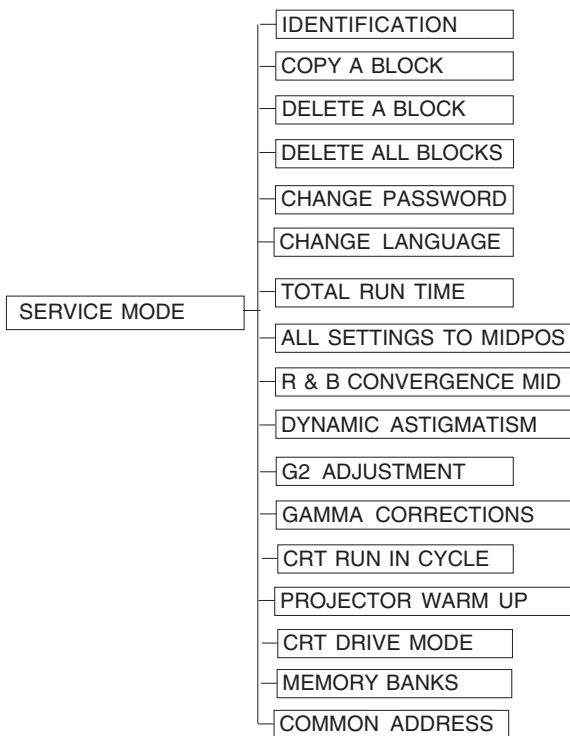 IDENTIFICATION
COPY A BLOCK
DELETE A BLOCK
DELETE ALL BLOCKS
CHANGE PASSWORD
CHANGE LANGUAGE
TOTAL RUN TIME
SERVICE MODE
ALL SETTINGS TO MIDPOS
R & B CONVERGENCE MID
DYNAMIC ASTIGMATISM
G2 ADJUSTMENT
GAMMA CORRECTIONS
CRT RUN IN CYCLE
PROJECTOR WARM UP
CRT DRIVE MODE
MEMORY BANKS
COMMON ADDRESS